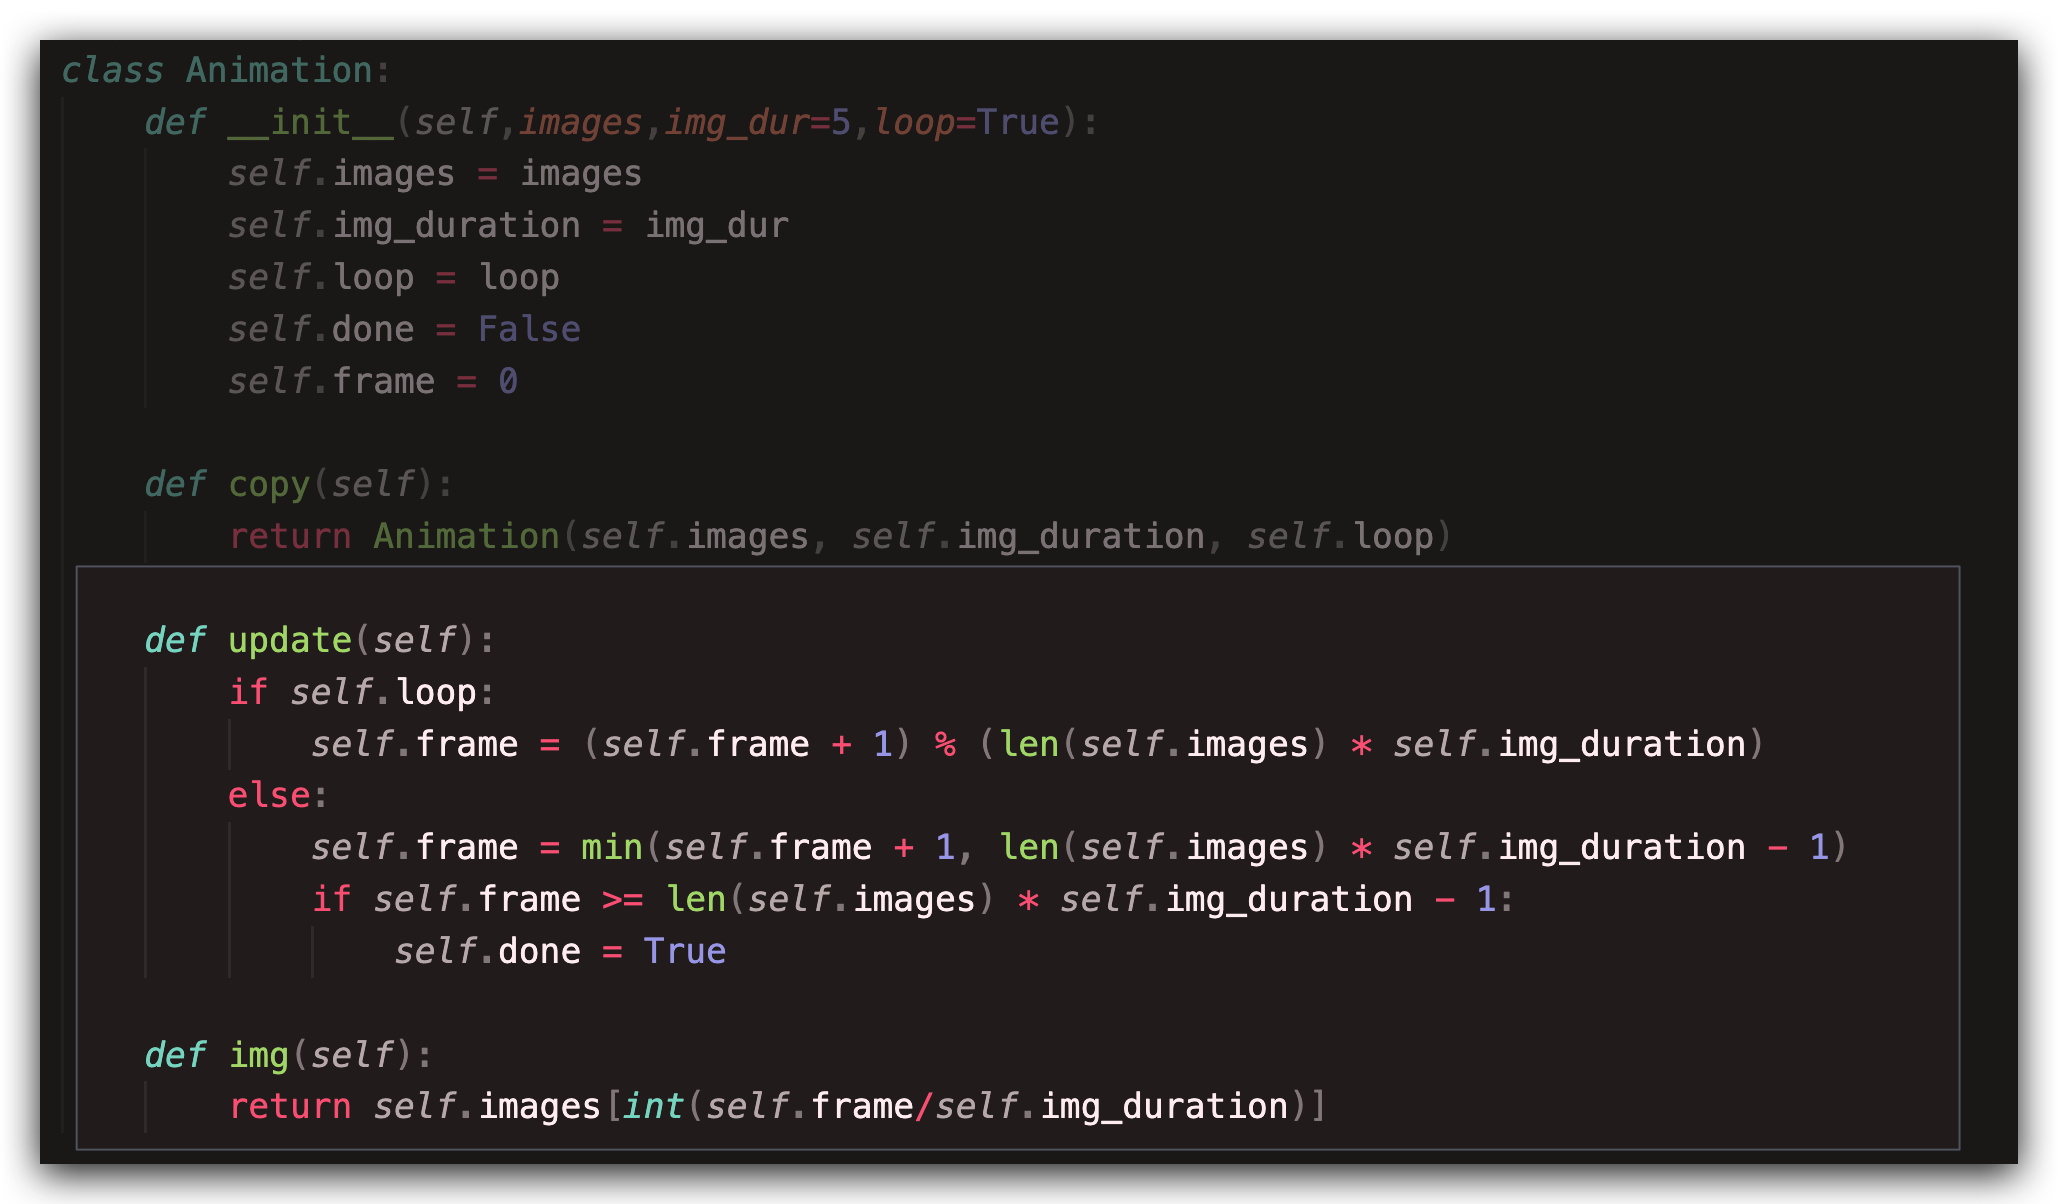 class Animation:
    def __init__(self,images,img_dur=5,loop=True):
        self.images = images
        self.img_duration = img_dur
        self.loop = loop
        self.done = False
        self.frame = 0

    def copy(self):
        return Animation(self.images, self.img_duration, self.loop)

    def update(self):
        if self.loop:
            self.frame = (self.frame + 1) % (len(self.images) * self.img_duration)
        else:
            self.frame = min(self.frame + 1, len(self.images) * self.img_duration - 1)
            if self.frame >= len(self.images) * self.img_duration - 1:
                self.done = True

    def img(self):
        return self.images[int(self.frame/self.img_duration)]